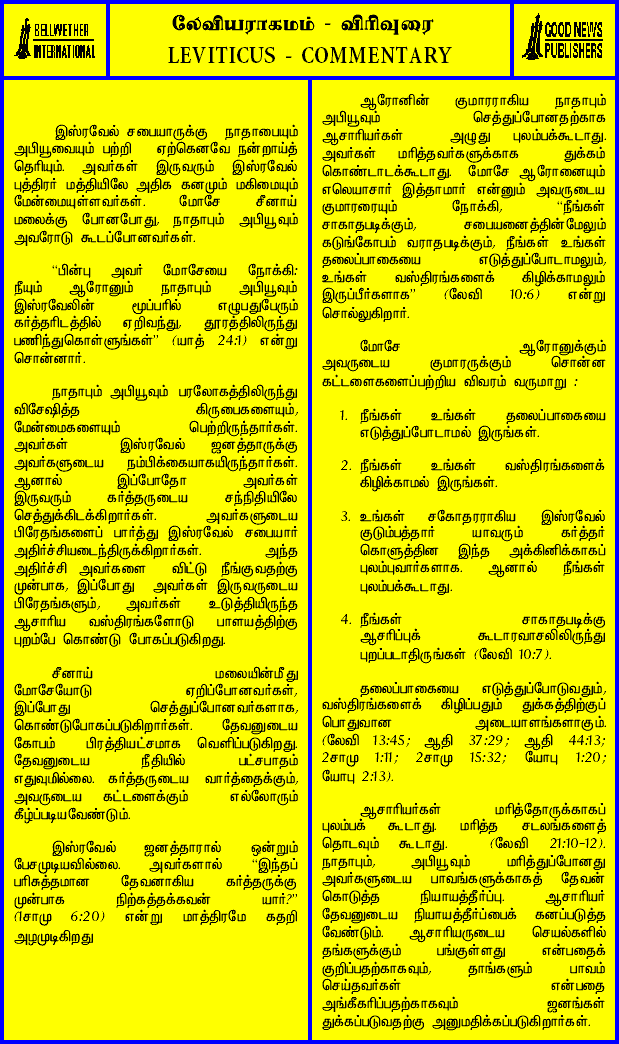 BELLWETHER
INTERNATIONAL
லேவியராகமம் - விரிவுரை
LEVITICUS - COMMENTARY
GOOD NEWS
PUBLISHERS
இஸ்ரவேல் சபையாருக்கு நாதாபையும்
அபியூவையும் பற்றி ஏற்கெனவே நன்றாய்த்
தெரியும். அவர்கள் இருவரும் இஸ்ரவேல்
புத்திரர் மத்தியிலே அதிக கனமும் மகிமையும்
மேன்மையுள்ளவர்கள். மோசே சீனாய்
மலைக்கு போனபோது, நாதாபும் அபியூவும்
அவரோடு கூடப்போனவர்கள்.
“பின்பு அவர் மோசேயை நோக்கி:
நீயும் ஆரோனும் நாதாபும் அபியூவும்
இஸ்ரவேலின் மூப்பரில் எழுபதுபேரும்
கர்த்தரிடத்தில் ஏறிவந்து, தூரத்திலிருந்து
பணிந்துகொள்ளுங்கள்” (யாத் 24:1) என்று
சொன்னார்.
நாதாபும் அபியூவும் பரலோகத்திலிருந்து
விசேஷித்த கிருபைகளையும்,
மேன்மைகளையும் பெற்றிருந்தார்கள்.
அவர்கள் இஸ்ரவேல் ஜனத்தாருக்கு
அவர்களுடைய நம்பிக்கையாகயிருந்தார்கள்.
ஆனால் இப்போதோ அவர்கள்
இருவரும் கர்த்தருடைய சந்நிதியிலே
செத்துக்கிடக்கிறார்கள். அவர்களுடைய
பிரேதங்களைப் பார்த்து இஸ்ரவேல் சபையார்
அதிர்ச்சியடைந்திருக்கிறார்கள். அந்த
அதிர்ச்சி அவர்களை விட்டு நீங்குவதற்கு
முன்பாக, இப்போது அவர்கள் இருவருடைய
பிரேதங்களும், அவர்கள் உடுத்தியிருந்த
ஆசாரிய வஸ்திரங்களோடு பாளயத்திற்கு
புறம்பே கொண்டு போகப்படுகிறது.
சீனாய் மலையின்மீது
மோசேயோடு ஏறிப்போனவர்கள்,
இப்போது செத்துப்போனவர்களாக,
கொண்டுபோகப்படுகிறார்கள். தேவனுடைய
கோபம் பிரத்தியட்சமாக வெளிப்படுகிறது.
தேவனுடைய நீதியில் பட்சபாதம்
எதுவுமில்லை. கர்த்தருடைய வார்த்தைக்கும்,
அவருடைய கட்டளைக்கும் எல்லோரும்
கீழ்ப்படியவேண்டும்.
இஸ்ரவேல் ஜனத்தாரால் ஒன்றும்
பேசமுடியவில்லை. அவர்களால் “இந்தப்
பரிசுத்தமான தேவனாகிய கர்த்தருக்கு
முன்பாக நிற்கத்தக்கவன் யார்?”
(1சாமு 6:20) என்று மாத்திரமே கதறி
அழமுடிகிறது
ஆரோனின் குமாரராகிய நாதாபும்
அபியூவும் செத்துப்போனதற்காக
ஆசாரியர்கள் அழுது புலம்பக்கூடாது.
அவர்கள் மரித்தவர்களுக்காக துக்கம்
கொண்டாடக்கூடாது. மோசே ஆரோனையும்
எலெயாசார் இத்தாமார் என்னும் அவருடைய
குமாரரையும் நோக்கி, “நீங்கள்
சாகாதபடிக்கும், சபையனைத்தின்மேலும்
கடுங்கோபம் வராதபடிக்கும், நீங்கள் உங்கள்
தலைப்பாகையை எடுத்துப்போடாமலும்,
உங்கள் வஸ்திரங்களைக் கிழிக்காமலும்
இருப்பீர்களாக” (லேவி 10:6) என்று
சொல்லுகிறார்.
மோசே ஆரோனுக்கும்
அவருடைய குமாரருக்கும் சொன்ன
கட்டளைகளைப்பற்றிய விவரம் வருமாறு :
1. நீங்கள் உங்கள் தலைப்பாகையை
எடுத்துப்போடாமல் இருங்கள்.
2. நீங்கள் உங்கள் வஸ்திரங்களைக்
கிழிக்காமல் இருங்கள்.
3. உங்கள் சகோதரராகிய இஸ்ரவேல்
குடும்பத்தார் யாவரும் கர்த்தர்
கொளுத்தின இந்த அக்கினிக்காகப்
புலம்புவார்களாக. ஆனால் நீங்கள்
புலம்பக்கூடாது.
4. நீங்கள் சாகாதபடிக்கு
ஆசரிப்புக் கூடாரவாசலிலிருந்து
புறப்படாதிருங்கள் (லேவி 10:7).
தலைப்பாகையை எடுத்துப்போடுவதும்,
வஸ்திரங்களைக் கிழிப்பதும் துக்கத்திற்குப்
பொதுவான அடையாளங்களாகும்.
(லேவி 13:45; ஆதி 37:29; ஆதி 44:13;
2சாமு 1:11; 2சாமு 15:32; யோபு 1:20;
யோபு 2:13).
ஆசாரியர்கள் மரித்தோருக்காகப்
புலம்பக் கூடாது. மரித்த சடலங்களைத்
தொடவும் கூடாது. (லேவி 21:10-12).
நாதாபும், அபியூவும் மரித்துப்போனது
அவர்களுடைய பாவங்களுக்காகத் தேவன்
கொடுத்த நியாயத்தீர்ப்பு. ஆசாரியர்
தேவனுடைய நியாயத்தீர்ப்பைக் கனப்படுத்த
வேண்டும். ஆசாரியருடைய செயல்களில்
தங்களுக்கும் பங்குள்ளது என்பதைக்
குறிப்பதற்காகவும், தாங்களும் பாவம்
செய்தவர்கள் என்பதை
அங்கீகரிப்பதற்காகவும் ஜனங்கள்
துக்கப்படுவதற்கு அனுமதிக்கப்படுகிறார்கள்.